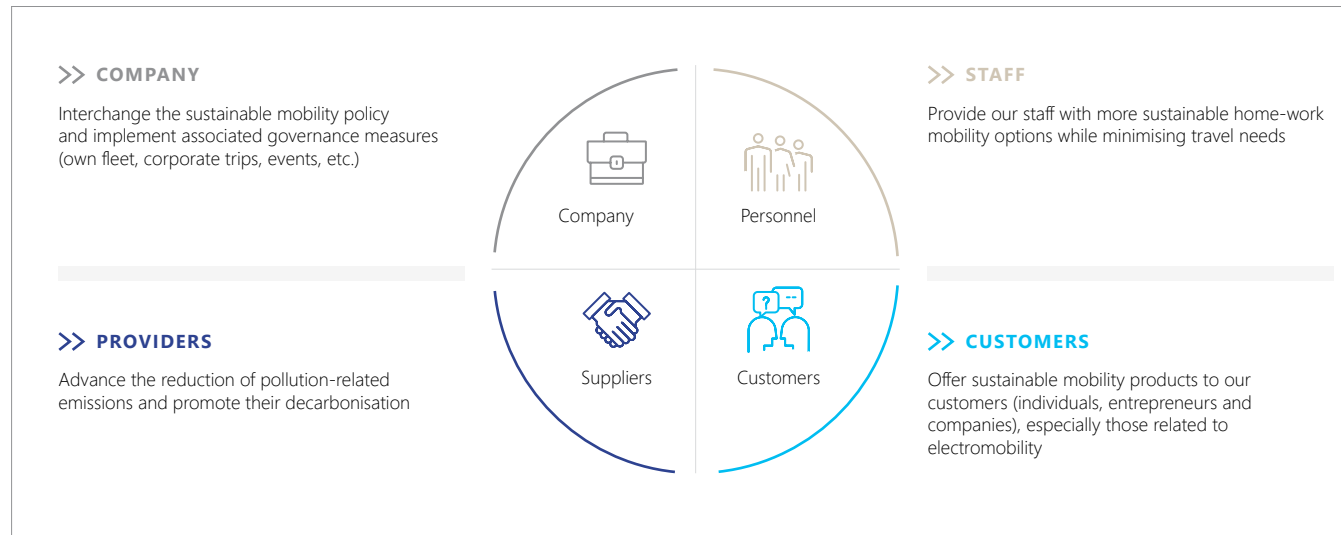 COMPANY
Interchange the sustainable mobility policy
and implement associated governance measures
(own fleet, corporate trips, events, etc.)
STAFF
Provide our staff with more sustainable home-work
mobility options while minimising travel needs
Company
Personnel
PROVIDERS
Advance the reduction of pollution-related
emissions and promote their decarbonisation
Suppliers
?
--
Customers
CUSTOMERS
Offer sustainable mobility products to our
customers (individuals, entrepreneurs and
companies), especially those related to
electromobility